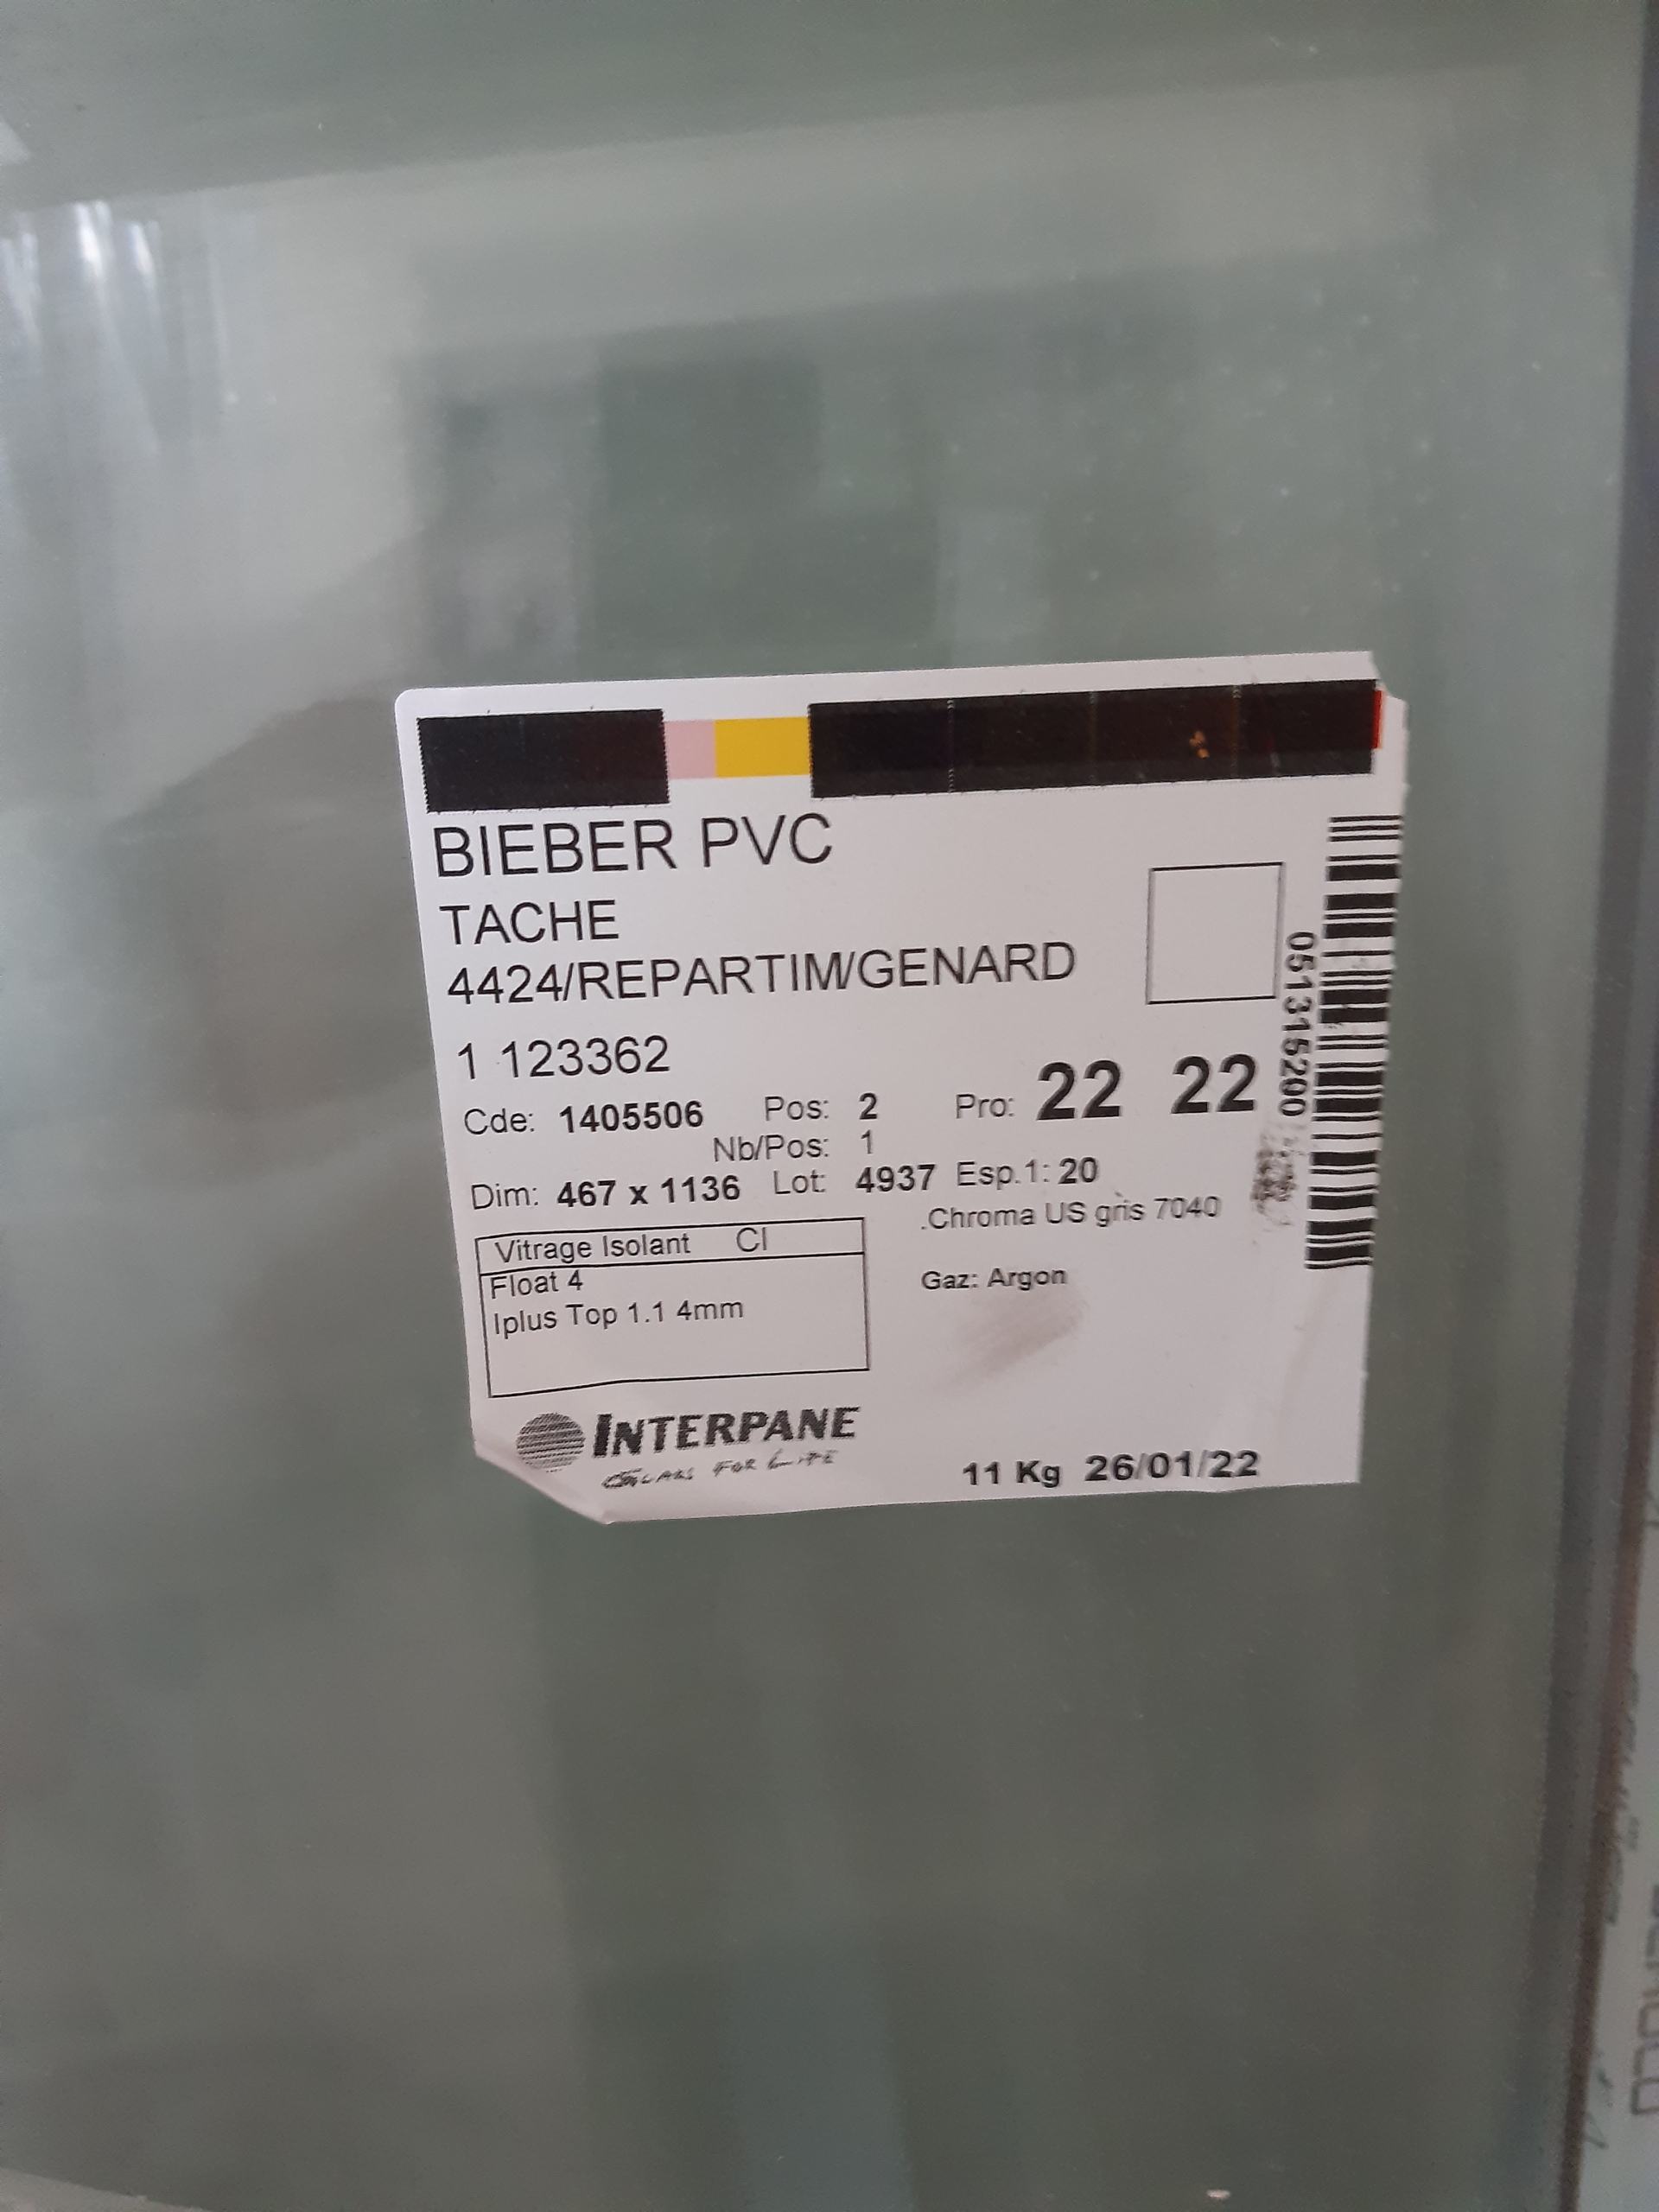 BIEBER PVC
TACHE
4424/REPARTIM/GENARD
1 123362
Cde: 1405506 Pos: 2 Pro: 22 22
Nb/Pos: 1
Dim: 467 x 1136 Lot: 4937 Esp.1: 20
.Chroma US gris 7040
Vitrage Isolant CI
Float 4
Iplus Top 1.1 4mm
Gaz: Argon
INTERPANE
FOR
11 Kg 26/01/22
0513315200